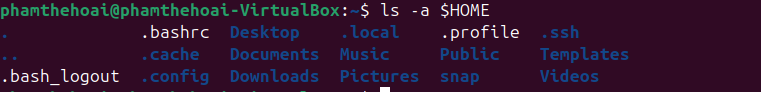 phamthehoai@phamthehoai-VirtualBox:~$ ls -a $HOME
. .bashrc Desktop .local .profile .ssh
.. .cache Documents Music Public Templates
.bash_logout .config Downloads Pictures snap Videos